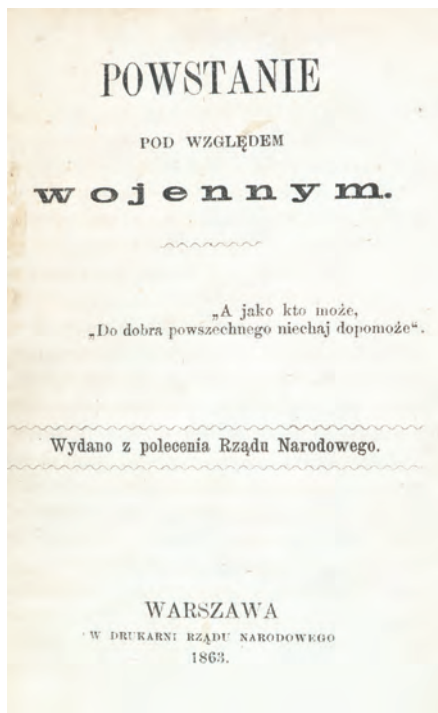 POWSTANIE
POD WZGLĘDEM
wojennym.
„A jako kto może,
„Do dobra powszechnego niechaj dopomoże“.
Wydano z polecenia Rządu Narodowego.
WARSZAWA
W DRUKARNI RZĄDU NARODOWEGO
1863.